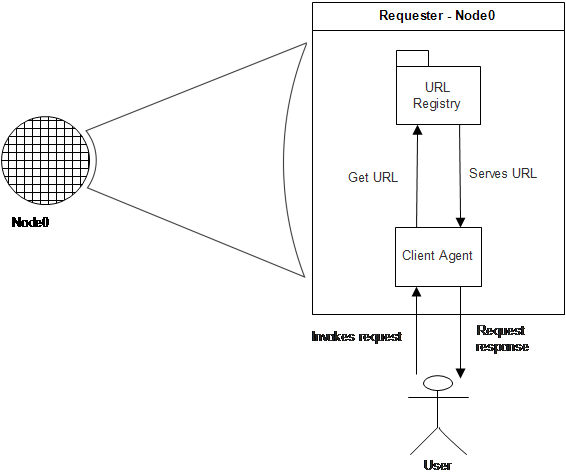 Requester - Node0
URL
Registry
Get URL
Serves URL
Node0
Client Agent
Invokes request
Request
response
User